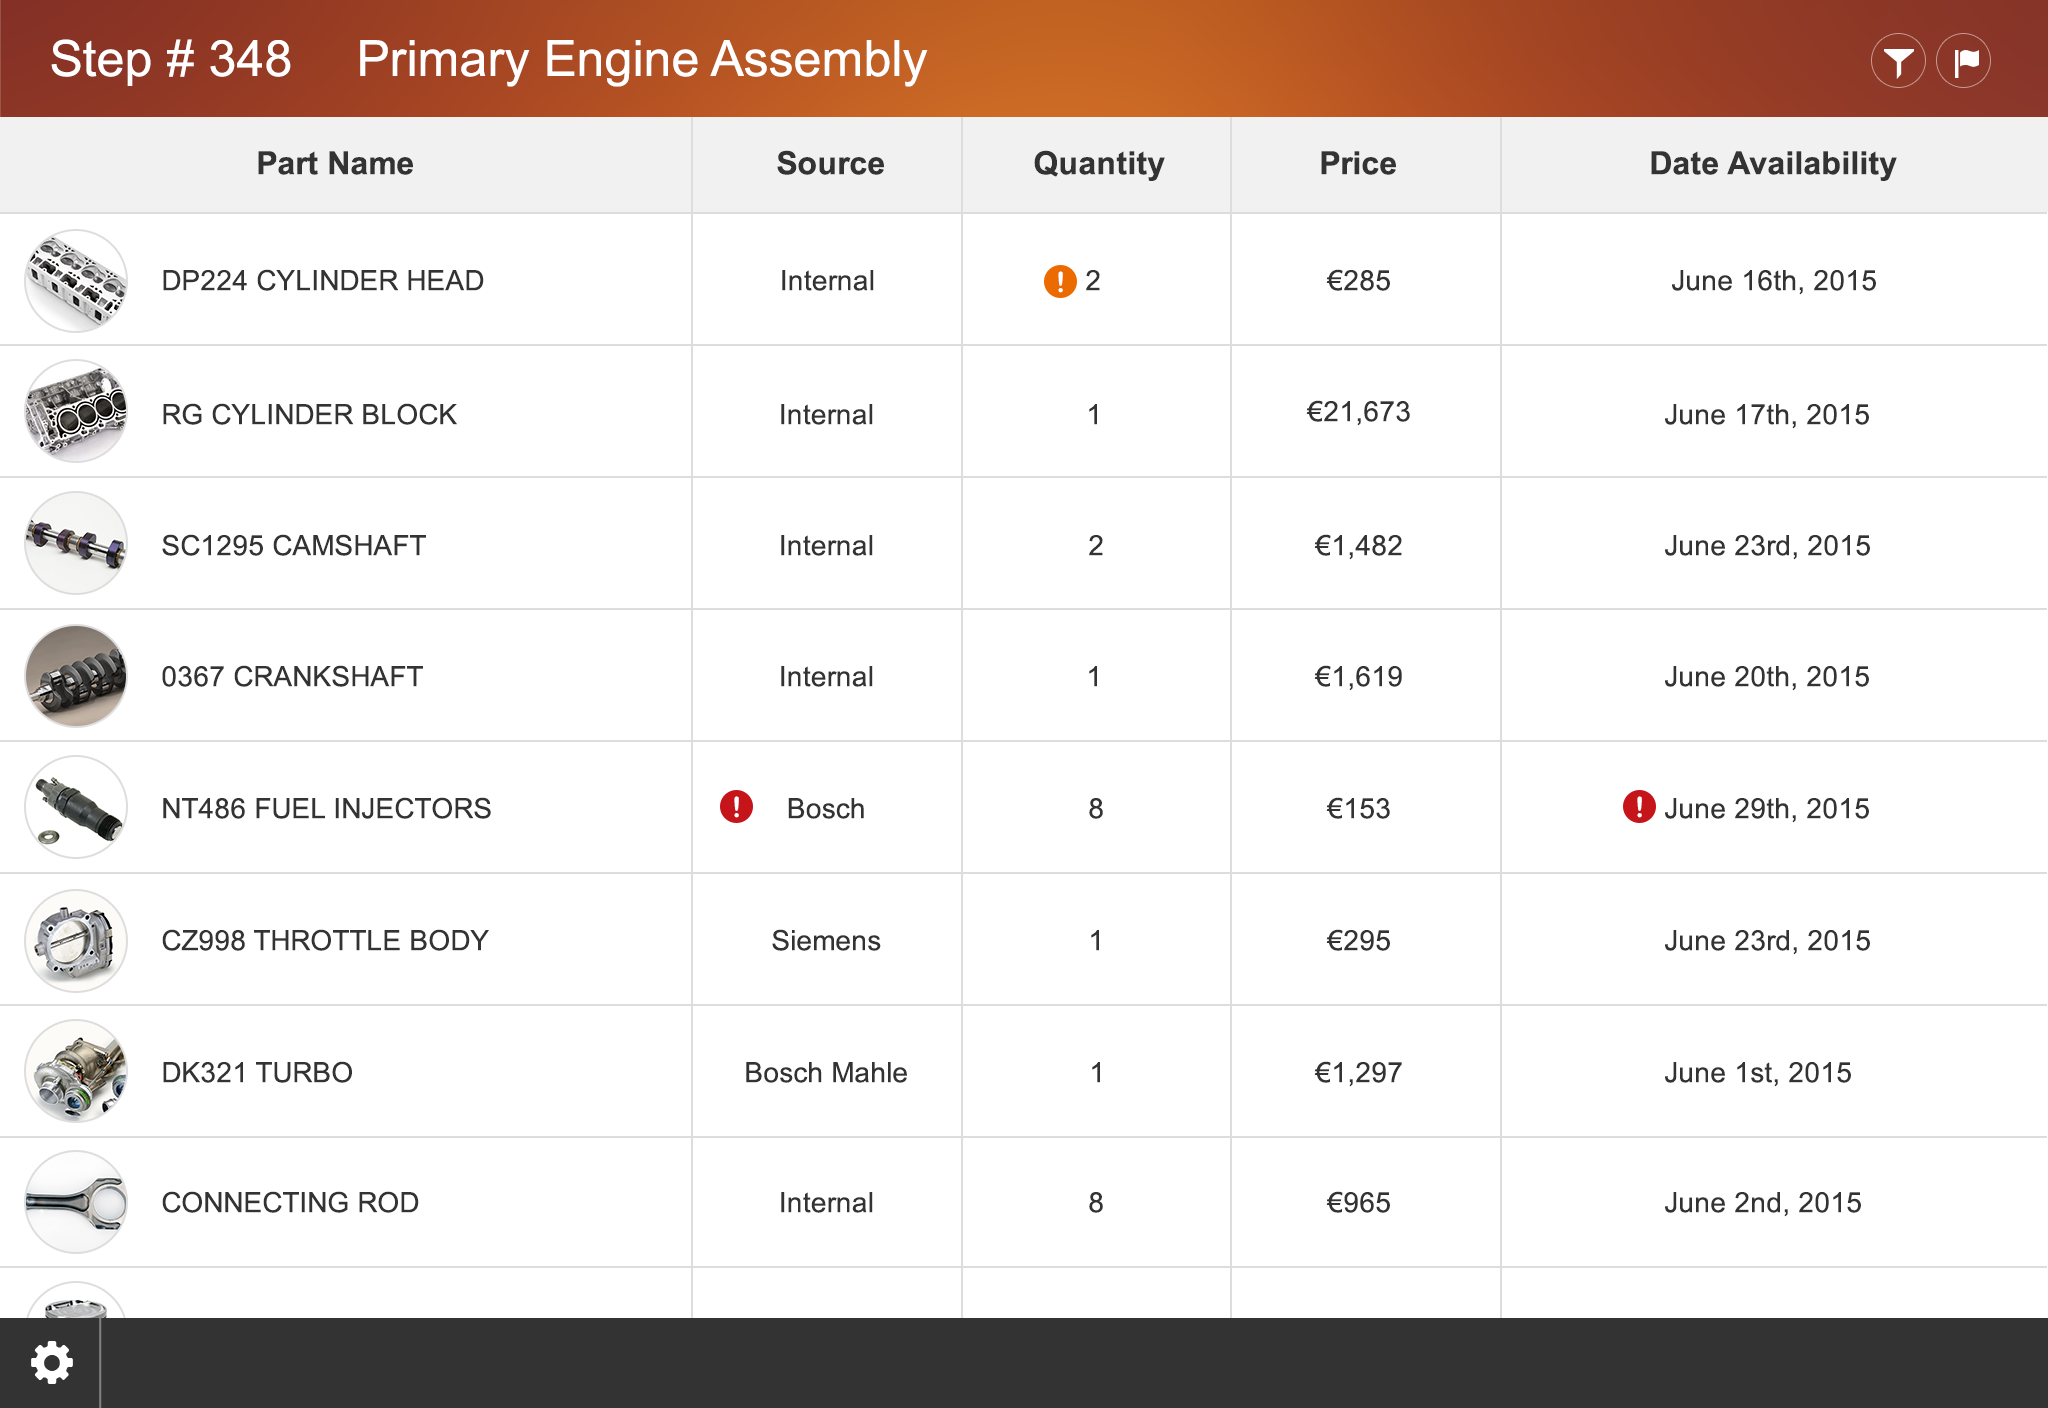 Step # 348 Primary Engine Assembly
Part Name Source Quantity Price Date Availability
DP224 CYLINDER HEAD Internal 2 €285 June 16th, 2015
RG CYLINDER BLOCK Internal 1 €21,673 June 17th, 2015
SC1295 CAMSHAFT Internal 2 €1,482 June 23rd, 2015
0367 CRANKSHAFT Internal 1 €1,619 June 20th, 2015
NT486 FUEL INJECTORS Bosch 8 €153 June 29th, 2015
CZ998 THROTTLE BODY Siemens 1 €295 June 23rd, 2015
DK321 TURBO Bosch Mahle 1 €1,297 June 1st, 2015
CONNECTING ROD Internal 8 €965 June 2nd, 2015